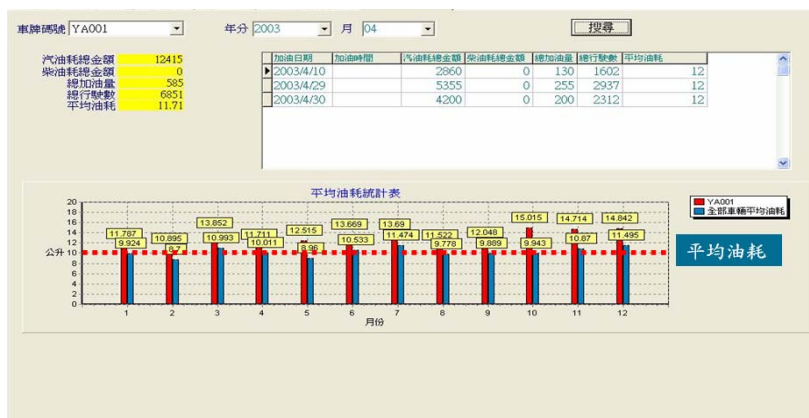 車牌碼號 YA001 年分 2003 月 04 搜尋
汽油耗總金額 12415
柴油耗總金額 0
總加油量 585
總行駛數 6851
平均油耗 11.71
加油日期 加油時間 汽油耗總金額 柴油耗總金額 總加油量 總行駛數 平均油耗
2003/4/10 2860 0 130 1602 12
2003/4/29 5355 0 255 2937 12
2003/4/30 4200 0 200 2312 12
平均油耗統計表
20
18
16
14
12
10
8
6
4
2
0
公升
11.787 10.895 13.852 11.711 12.515 13.669 13.69 11.522 12.048 15.015 14.714 14.842
9.924 8.7 10.993 10.011 8.96 10.533 11.474 9.778 9.889 9.943 10.87 11.495
1 2 3 4 5 6 7 8 9 10 11 12
月份
YA001
全部車輛平均油耗
平均油耗